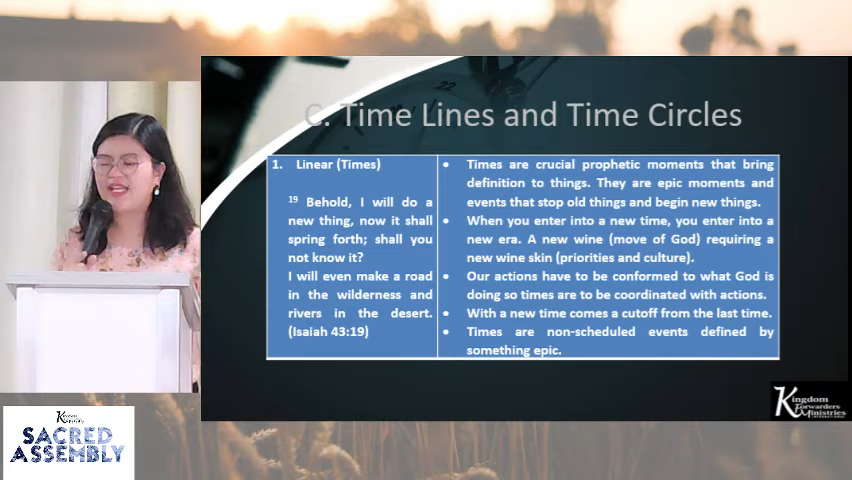 C. Time Lines and Time Circles
1. Linear (Times)
19 Behold, I will do a
new thing, now it shall
spring forth; shall you
not know it?
I will even make a road
in the wilderness and
rivers in the desert.
(Isaiah 43:19)
• Times are crucial prophetic moments that bring
definition to things. They are epic moments and
events that stop old things and begin new things.
• When you enter into a new time, you enter into a
new era. A new wine (move of God) requiring a
new wine skin (priorities and culture).
• Our actions have to be conformed to what God is
doing so times are to be coordinated with actions.
• With a new time comes a cutoff from the last time.
• Times are non-scheduled events defined by
something epic.
22
Kingdom
Forwarders
Ministries
SACRED
ASSEMBLY